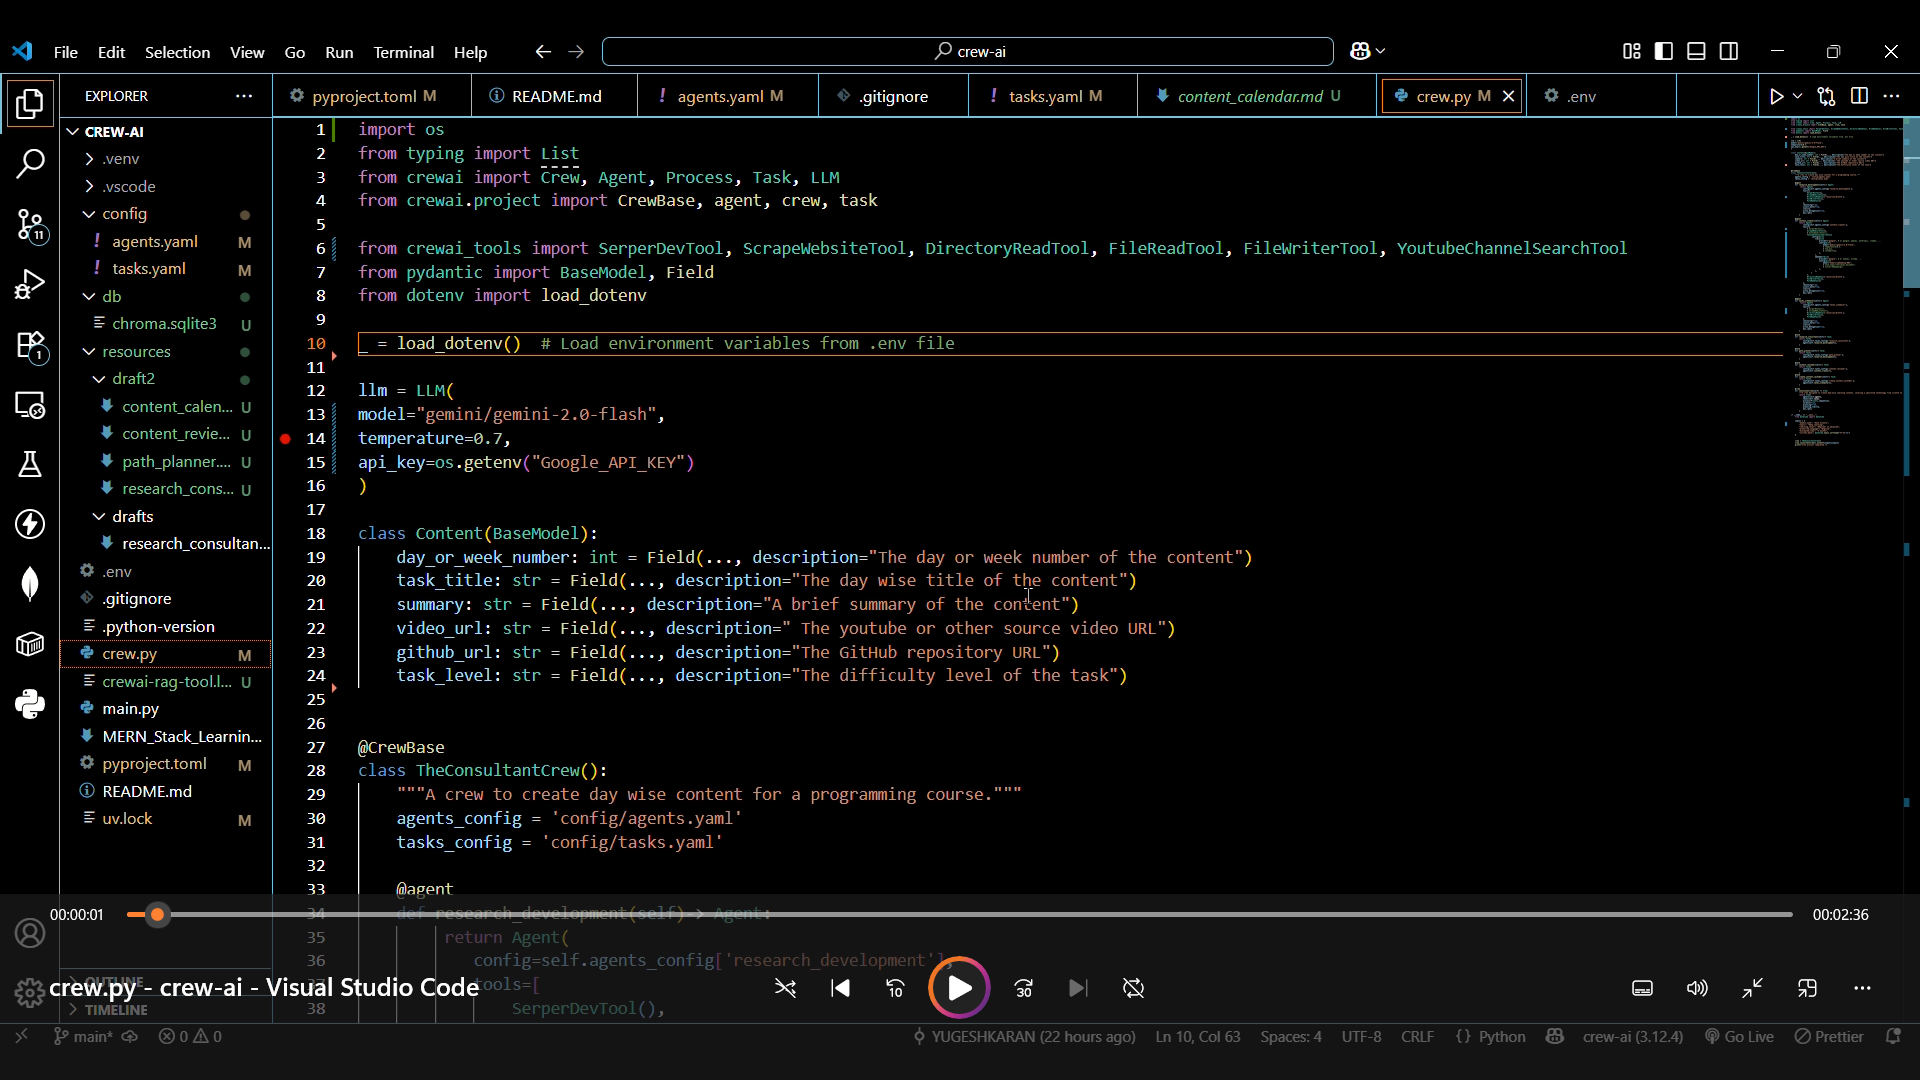 File Edit Selection View Go Run Terminal Help
crew-ai
EXPLORER
pyproject.toml M
README.md
agents.yaml M
.gitignore
tasks.yaml M
content_calendar.md U
crew.py M
.env
CREW-AI
.venv
.vscode
config
agents.yaml M
tasks.yaml M
db
chroma.sqlite3 U
resources
draft2
content_calen... U
content_revie... U
path_planner.... U
research_cons... U
drafts
research_consultan...
.env
.gitignore
.python-version
crew.py M
crewai-rag-tool.l... U
main.py
MERN_Stack_Learnin...
pyproject.toml M
README.md
uv.lock M
OUTLINE
TIMELINE
11
1
1 import os
2 from typing import List
3 from crewai import Crew, Agent, Process, Task, LLM
4 from crewai.project import CrewBase, agent, crew, task
5
6 from crewai_tools import SerperDevTool, ScrapeWebsiteTool, DirectoryReadTool, FileReadTool, FileWriterTool, YoutubeChannelSearchTool
7 from pydantic import BaseModel, Field
8 from dotenv import load_dotenv
9
10 _ = load_dotenv()  # Load environment variables from .env file
11
12 llm = LLM(
13 model="gemini/gemini-2.0-flash",
14 temperature=0.7,
15 api_key=os.getenv("Google_API_KEY")
16 )
17
18 class Content(BaseModel):
19     day_or_week_number: int = Field(..., description="The day or week number of the content")
20     task_title: str = Field(..., description="The day wise title of the content")
21     summary: str = Field(..., description="A brief summary of the content")
22     video_url: str = Field(..., description=" The youtube or other source video URL")
23     github_url: str = Field(..., description="The GitHub repository URL")
24     task_level: str = Field(..., description="The difficulty level of the task")
25
26
27 @CrewBase
28 class TheConsultantCrew():
29     """A crew to create day wise content for a programming course."""
30     agents_config = 'config/agents.yaml'
31     tasks_config = 'config/tasks.yaml'
32
33     @agent
34     def research_development(self)-> Agent:
35         return Agent(
36             config=self.agents_config['research_development'],
tools=[
38                 SerperDevTool(),
00:00:01
00:02:36
crew.py - crew-ai - Visual Studio Code
10
30
main*
0 0
YUGESHKARAN (22 hours ago)
Ln 10, Col 63
Spaces: 4
UTF-8
CRLF
{} Python
crew-ai (3.12.4)
Go Live
Prettier